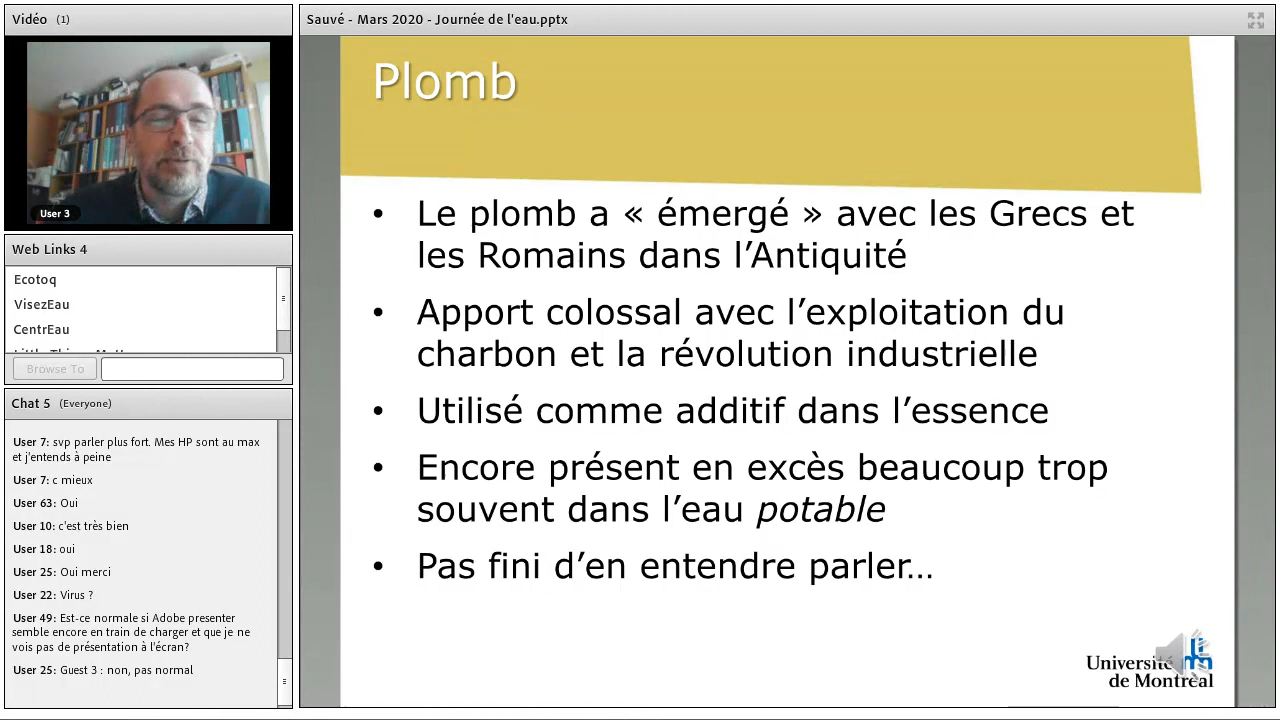 Vidéo (1)
User 3
Web Links 4
Ecotoq
VisezEau
CentrEau
Browse To
Chat 5 (Everyone)
User 7: svp parler plus fort. Mes HP sont au max
et j'entends à peine
User 7: c mieux
User 63: Oui
User 10: c'est très bien
User 18: oui
User 25: Oui merci
User 22: Virus ?
User 49: Est-ce normale si Adobe presenter
semble encore en train de charger et que je ne
vois pas de présentation à l'écran?
User 25: Guest 3 : non, pas normal
Sauvé - Mars 2020 - Journée de l'eau.pptx
Plomb
• Le plomb a « émergé » avec les Grecs et
les Romains dans l’Antiquité
• Apport colossal avec l’exploitation du
charbon et la révolution industrielle
• Utilisé comme additif dans l’essence
• Encore présent en excès beaucoup trop
souvent dans l’eau potable
• Pas fini d’en entendre parler…
Université
de Montréal